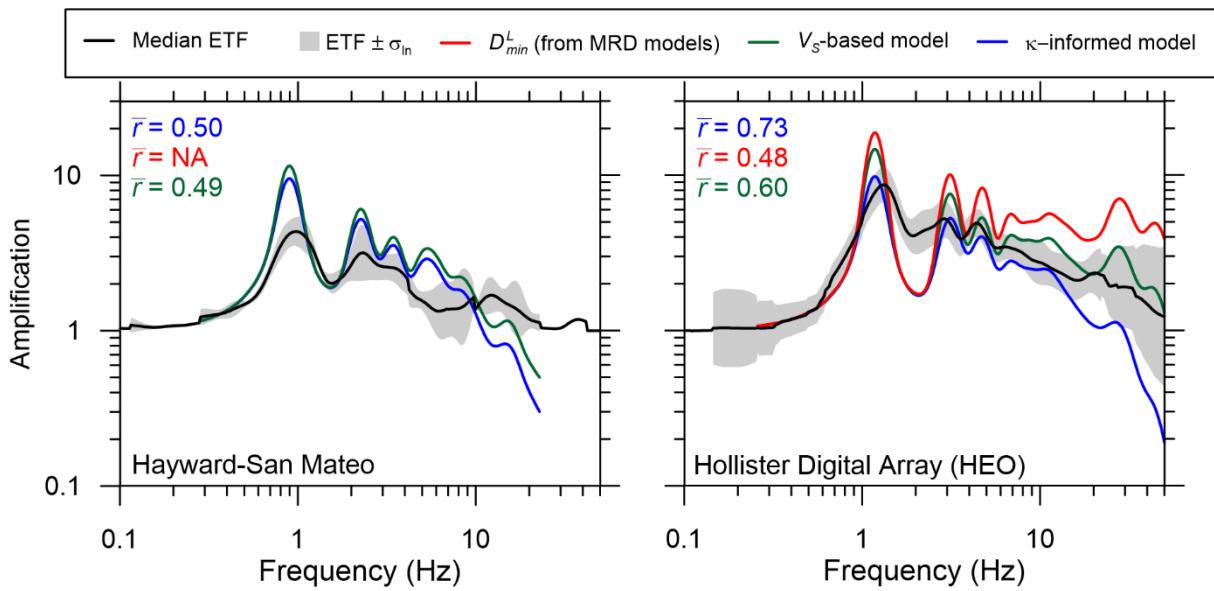 Median ETF ETF ± σln D^L_min (from MRD models) VS-based model κ–informed model
Amplification
10
1
0.1
r̅ = 0.50
r̅ = NA
r̅ = 0.49
Hayward-San Mateo
0.1 1 10
Frequency (Hz)
r̅ = 0.73
r̅ = 0.48
r̅ = 0.60
Hollister Digital Array (HEO)
0.1 1 10
Frequency (Hz)